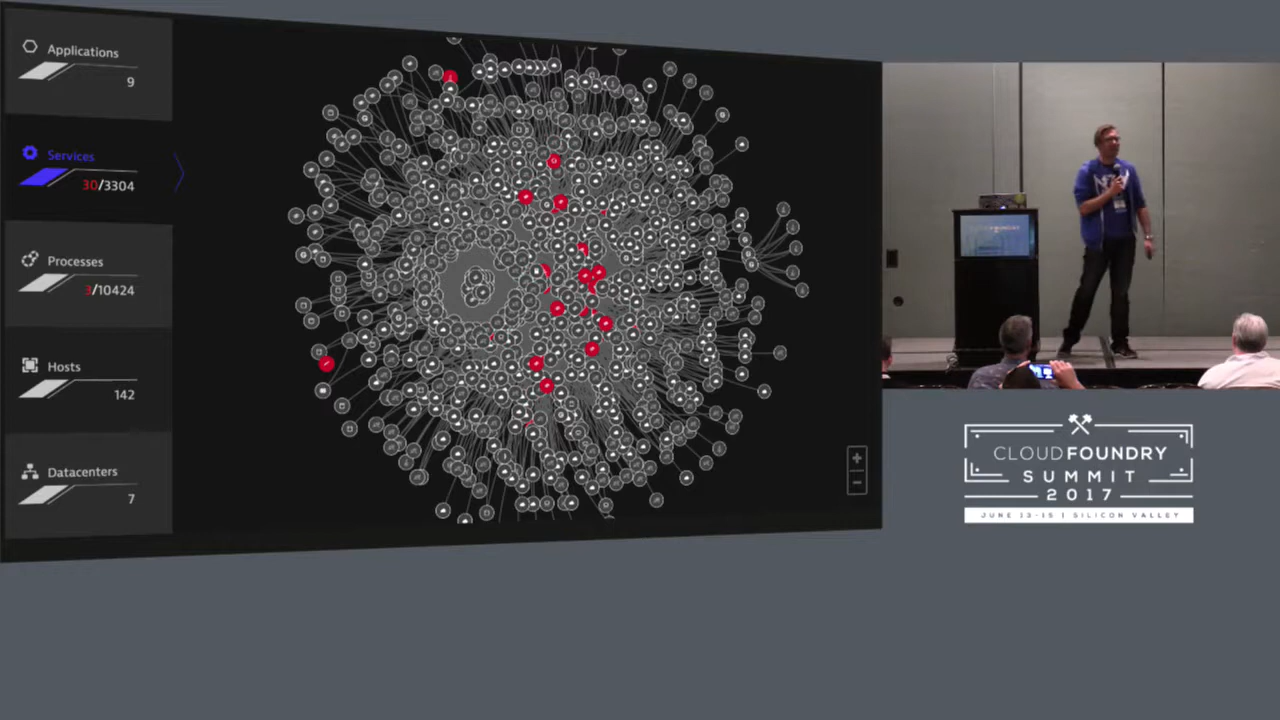 Applications
9
Services
30/3304
Processes
3/10424
Hosts
142
Datacenters
7
+
−
CLOUDFOUNDRY
SUMMIT
2017
JUNE 13-15 | SILICON VALLEY